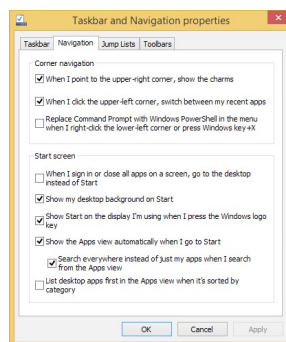 Taskbar and Navigation properties
Taskbar Navigation Jump Lists Toolbars
Corner navigation
When I point to the upper-right corner, show the charms
When I click the upper-left corner, switch between my recent apps
Replace Command Prompt with Windows PowerShell in the menu
when I right-click the lower-left corner or press Windows key+X
Start screen
When I sign in or close all apps on a screen, go to the desktop
instead of Start
Show my desktop background on Start
Show Start on the display I'm using when I press the Windows logo
key
Show the Apps view automatically when I go to Start
Search everywhere instead of just my apps when I search
from the Apps view
List desktop apps first in the Apps view when it's sorted by
category
OK Cancel Apply